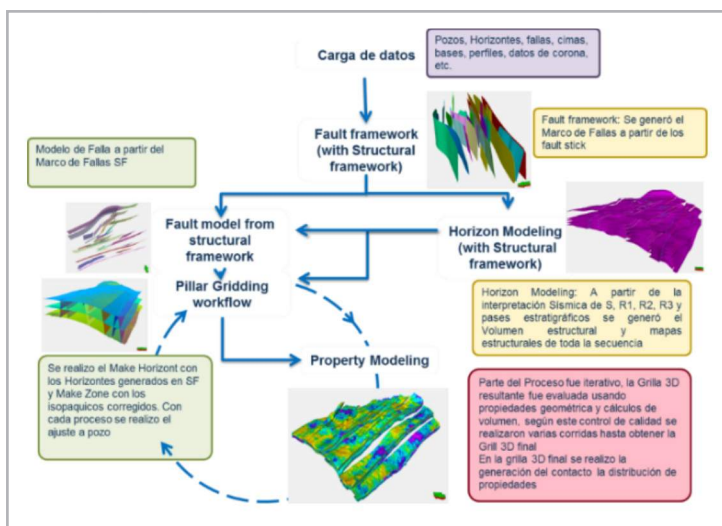 Carga de datos
Pozos, Horizontes, fallas, cimas,
bases, perfiles, datos de corona,
etc.
Fault framework
(with Structural
framework)
Fault framework: Se generó el
Marco de Fallas a partir de los
fault stick
Modelo de Falla a partir del
Marco de Fallas SF
Fault model from
structural
framework
Horizon Modeling
(with Structural
framework)
Pillar Gridding
workflow
Horizon Modeling: A partir de la
interpretación Sísmica de S, R1, R2, R3 y
pases estratigráficos se generó el
Volumen estructural y mapas
estructurales de toda la secuencia
Property Modeling
Se realizo el Make Horizont con
los Horizontes generados en SF
y Make Zone con los
isopaquicos corregidos. Con
cada proceso se realizo el
ajuste a pozo
Parte del Proceso fue iterativo, la Grilla 3D
resultante fue evaluada usando
propiedades geométrica y cálculos de
volumen, según este control de calidad se
realizaron varias corridas hasta obtener la
Grill 3D final
En la grilla 3D final se realizo la
generación del contacto la distribución de
propiedades